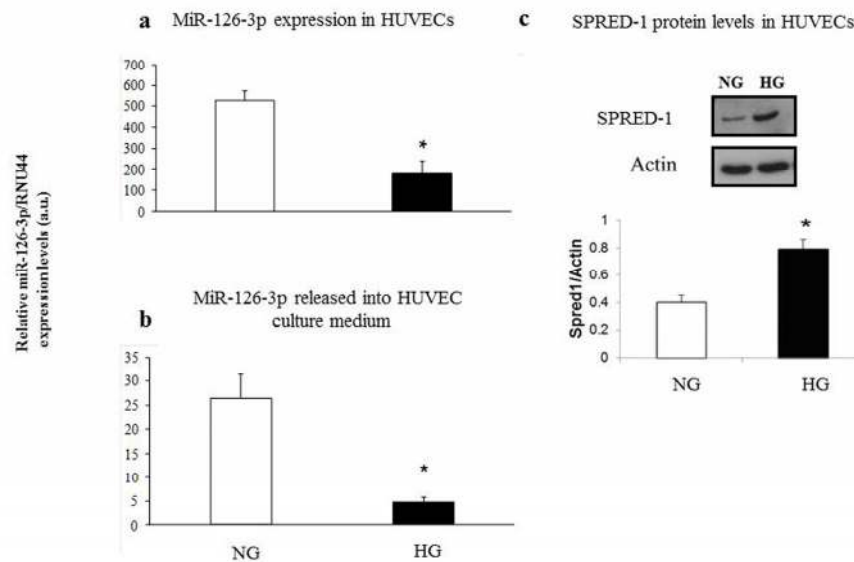 a MiR-126-3p expression in HUVECs
700
600
500
400
300
200
100
0
*
Relative miR-126-3p/RNU44
expression levels (a.u.)
b MiR-126-3p released into HUVEC
culture medium
35
30
25
20
15
10
5
0
*
NG HG
c SPRED-1 protein levels in HUVECs
NG HG
SPRED-1
Actin
Spred1/Actin
1
0.8
0.6
0.4
0.2
0
*
NG HG